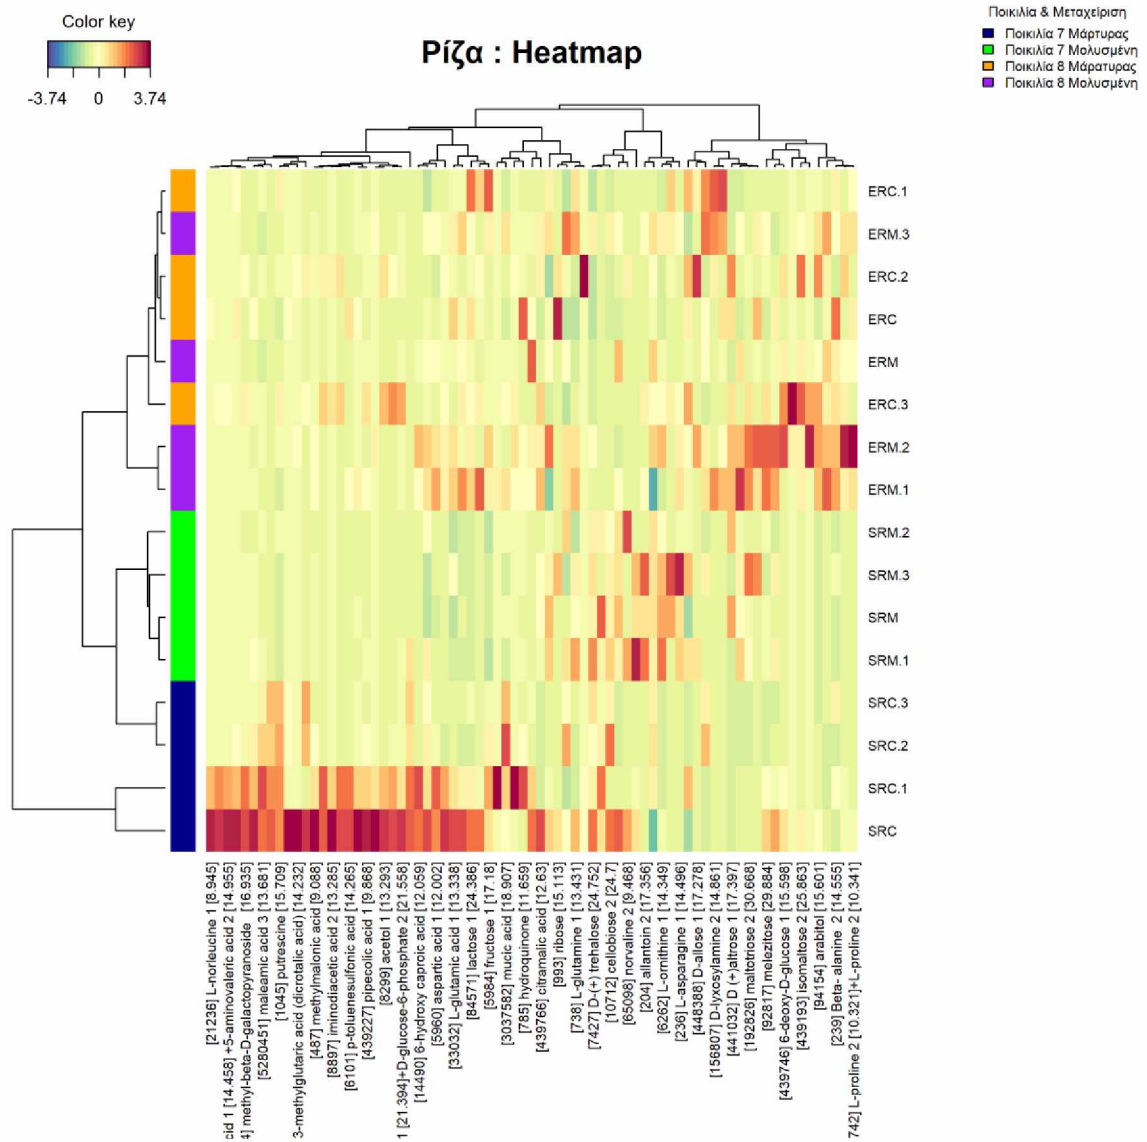 Color key
-3.74 0 3.74
Ρίζα : Heatmap
Ποικιλία & Μεταχείριση
Ποικιλία 7 Μάρτυρας
Ποικιλία 7 Μολυσμένη
Ποικιλία 8 Μάρατυρας
Ποικιλία 8 Μολυσμένη
ERC.1
ERM.3
ERC.2
ERC
ERM
ERC.3
ERM.2
ERM.1
SRM.2
SRM.3
SRM
SRM.1
SRC.3
SRC.2
SRC.1
SRC
[21236] L-norleucine 1 [8.945]
cid 1 [14.458] +5-aminovaleric acid 2 [14.955]
4] methyl-beta-D-galactopyranoside [16.935]
[5280451] maleamic acid 3 [13.681]
[1045] putrescine [15.709]
3-methylglutaric acid (dicrotalic acid) [14.232]
[487] methylmalonic acid [9.088]
[8897] iminodiacetic acid 2 [13.285]
[6101] p-toluenesulfonic acid [14.265]
[439227] pipecolic acid 1 [9.868]
[8299] acetol 1 [13.293]
1 [21.394]+D-glucose-6-phosphate 2 [21.558]
[14490] 6-hydroxy caproic acid [12.059]
[5960] aspartic acid 1 [12.002]
[33032] L-glutamic acid 1 [13.338]
[84571] lactose 1 [24.386]
[5984] fructose 1 [17.18]
[3037582] mucic acid [18.907]
[785] hydroquinone [11.659]
[439766] citramalic acid [12.63]
[993] ribose [15.113]
[738] L-glutamine 1 [13.431]
[7427] D-(+) trehalose [24.752]
[10712] cellobiose 2 [24.7]
[65098] norvaline 2 [9.468]
[204] allantoin 2 [17.356]
[6262] L-ornithine 1 [14.349]
[236] L-asparagine 1 [14.496]
[448388] D-allose 1 [17.278]
[156807] D-lyxosylamine 2 [14.861]
[441032] D (+)altrose 1 [17.397]
[192826] maltotriose 2 [30.668]
[92817] melezitose [29.884]
[439746] 6-deoxy-D-glucose 1 [15.598]
[439193] isomaltose 2 [25.863]
[94154] arabitol [15.601]
[239] Beta- alanine 2 [14.555]
742] L-proline 2 [10.321]+L-proline 2 [10.341]